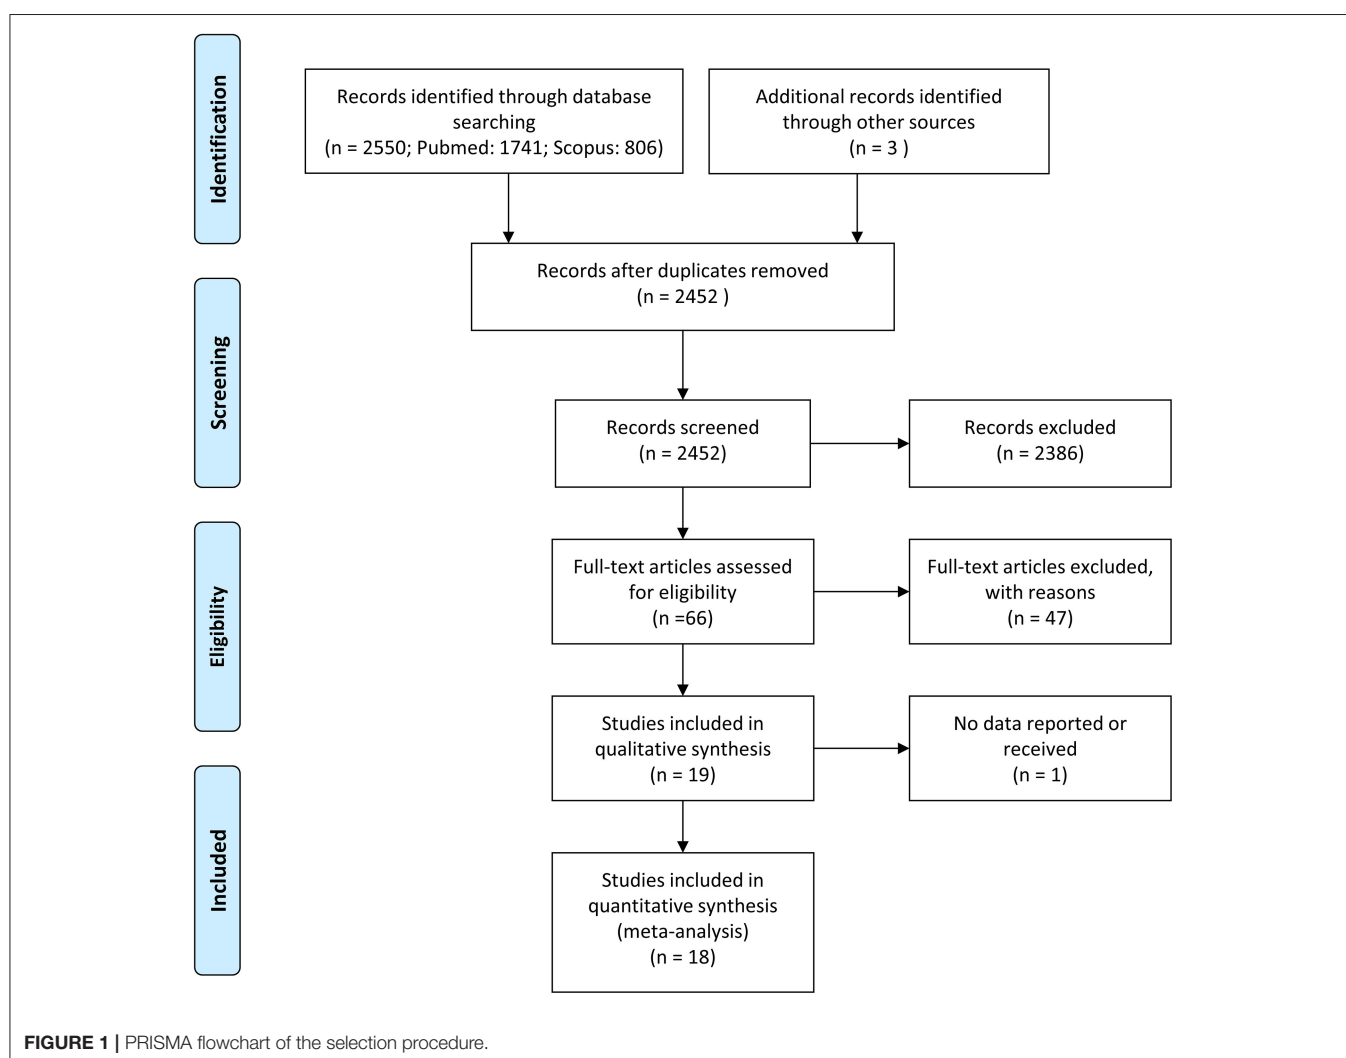 Identification
Records identified through database
searching
(n = 2550; Pubmed: 1741; Scopus: 806)
Additional records identified
through other sources
(n = 3 )
Records after duplicates removed
(n = 2452 )
Screening
Records screened
(n = 2452)
Records excluded
(n = 2386)
Eligibility
Full-text articles assessed
for eligibility
(n =66)
Full-text articles excluded,
with reasons
(n = 47)
Studies included in
qualitative synthesis
(n = 19)
No data reported or
received
(n = 1)
Included
Studies included in
quantitative synthesis
(meta-analysis)
(n = 18)
FIGURE 1 | PRISMA flowchart of the selection procedure.